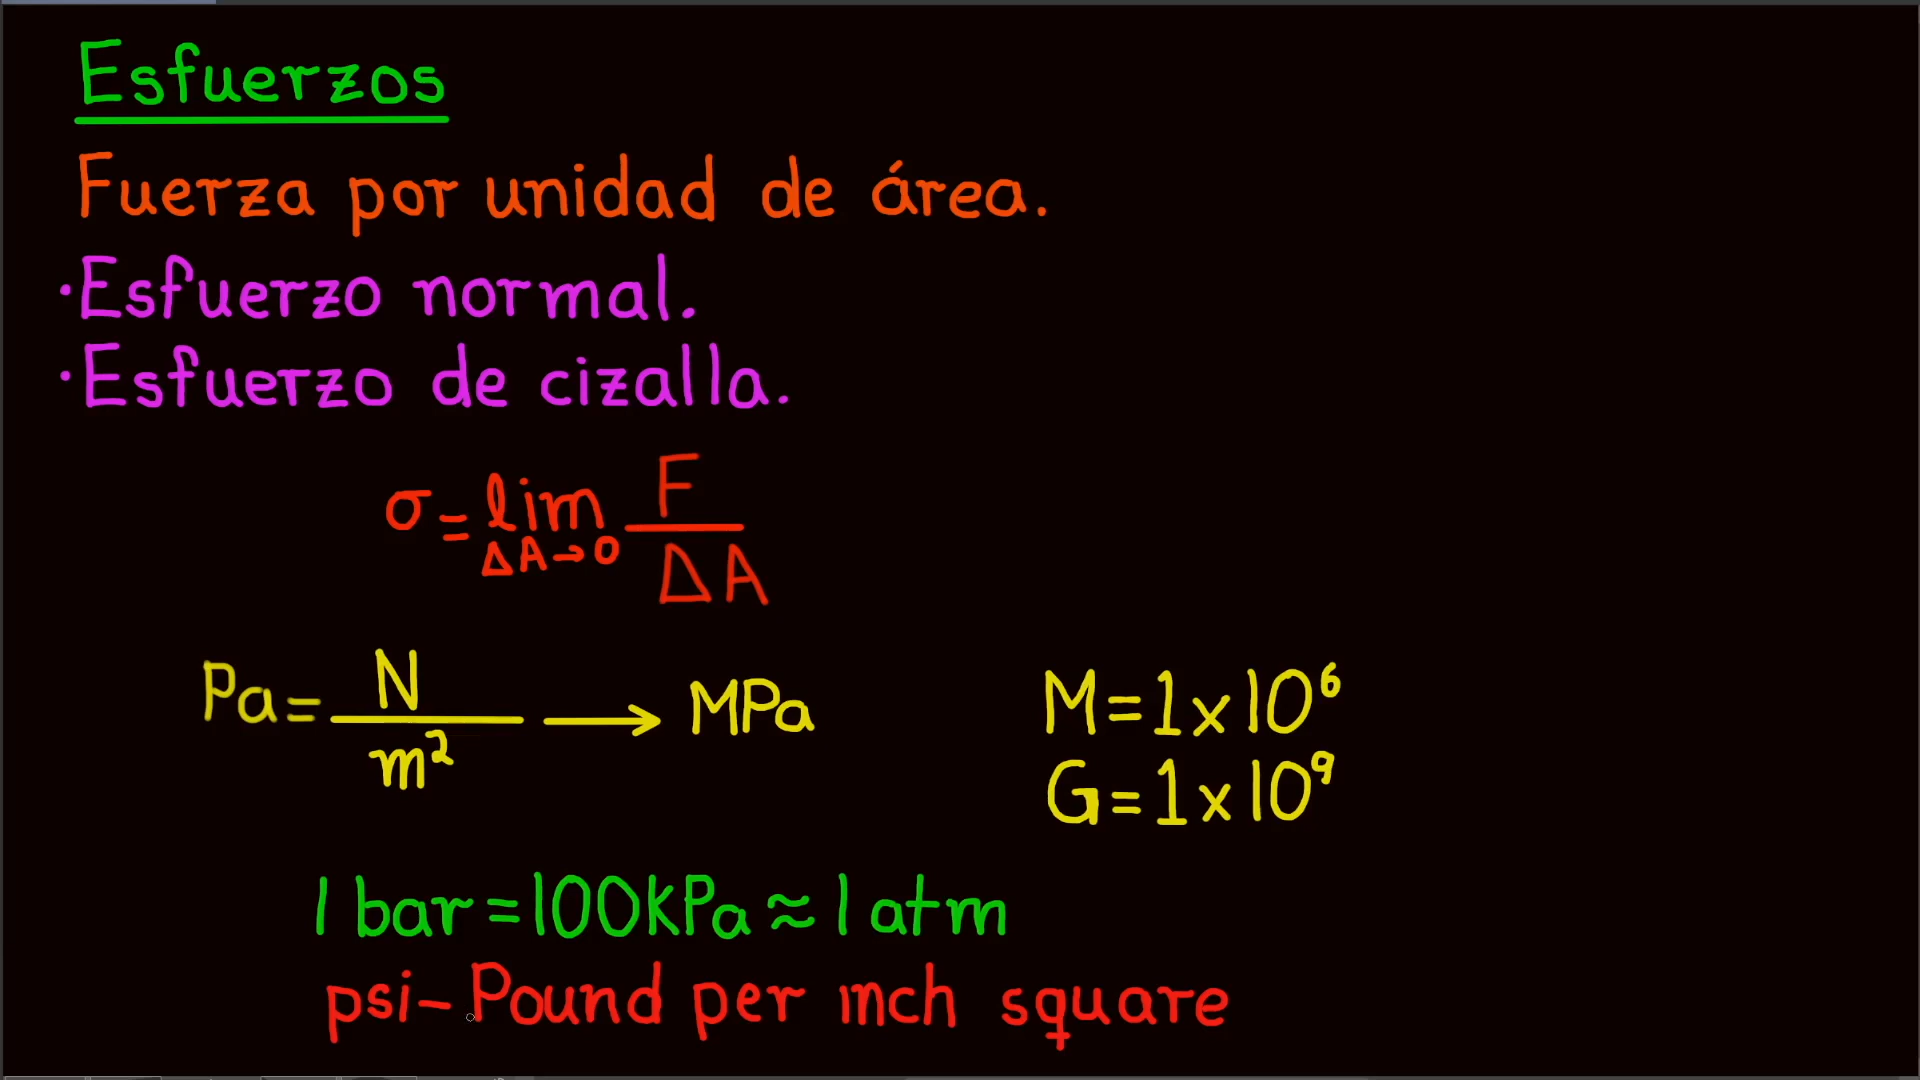 Esfuerzos
Fuerza por unidad de área.
·Esfuerzo normal.
·Esfuerzo de cizalla.
σ = lim ΔA→0 F/ΔA
Pa = N/m² → MPa
M = 1x10⁶
G = 1x10⁹
1 bar = 100kPa ≈ 1 atm
psi - Pound per inch square